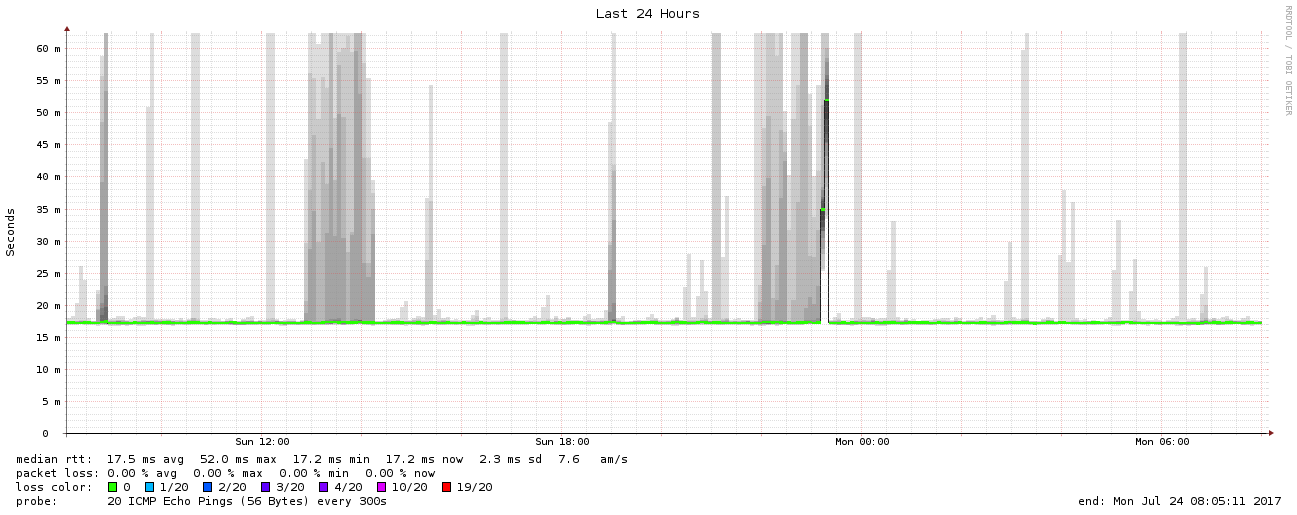 Last 24 Hours
RRDTOOL / TOBI OETIKER
Seconds
60 m
55 m
50 m
45 m
40 m
35 m
30 m
25 m
20 m
15 m
10 m
5 m
0
Sun 12:00 Sun 18:00 Mon 00:00 Mon 06:00
median rtt: 17.5 ms avg 52.0 ms max 17.2 ms min 17.2 ms now 2.3 ms sd 7.6 am/s
packet loss: 0.00 % avg 0.00 % max 0.00 % min 0.00 % now
loss color: 0 1/20 2/20 3/20 4/20 10/20 19/20
probe: 20 ICMP Echo Pings (56 Bytes) every 300s end: Mon Jul 24 08:05:11 2017